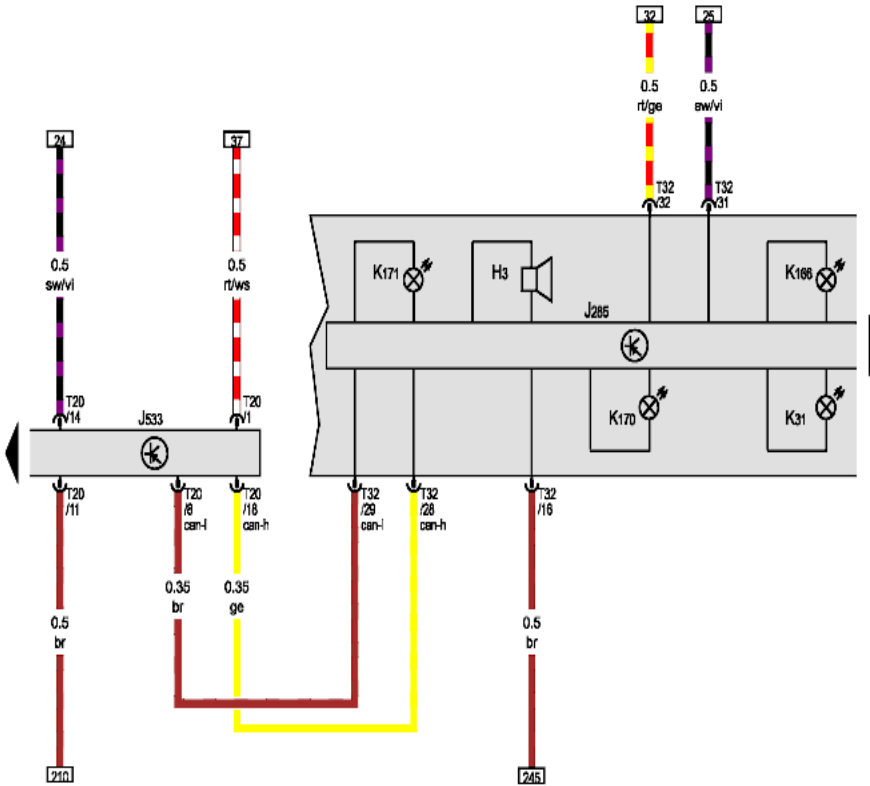 32
25
0.5
rt/ge
0.5
sw/vi
24
37
T32
/32
T32
/31
0.5
sw/vi
0.5
rt/ws
K171
H3
K166
J285
T20
/14
J533
T20
/1
K170
K31
T20
/11
T20
/8
can-l
T20
/18
can-h
T32
/29
can-l
T32
/28
can-h
T32
/16
0.35
br
0.35
ge
0.5
br
0.5
br
210
245